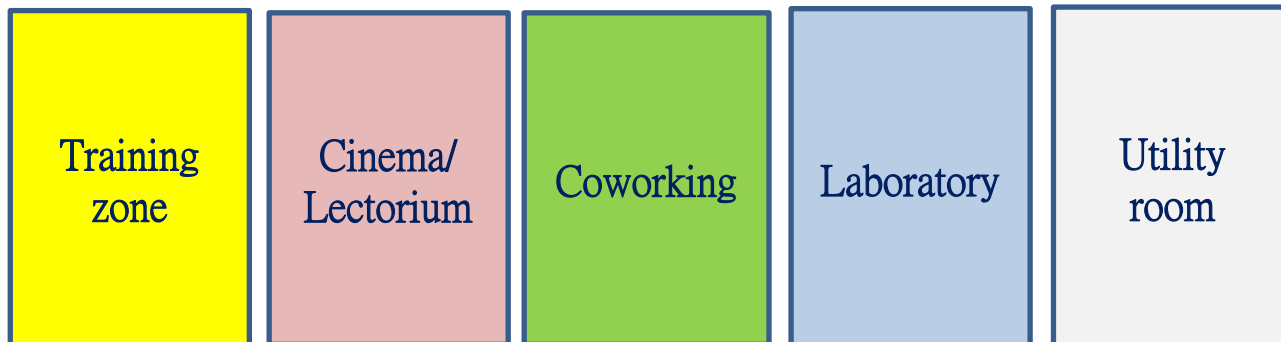 Training
zone
Cinema/
Lectorium
Coworking
Laboratory
Utility
room